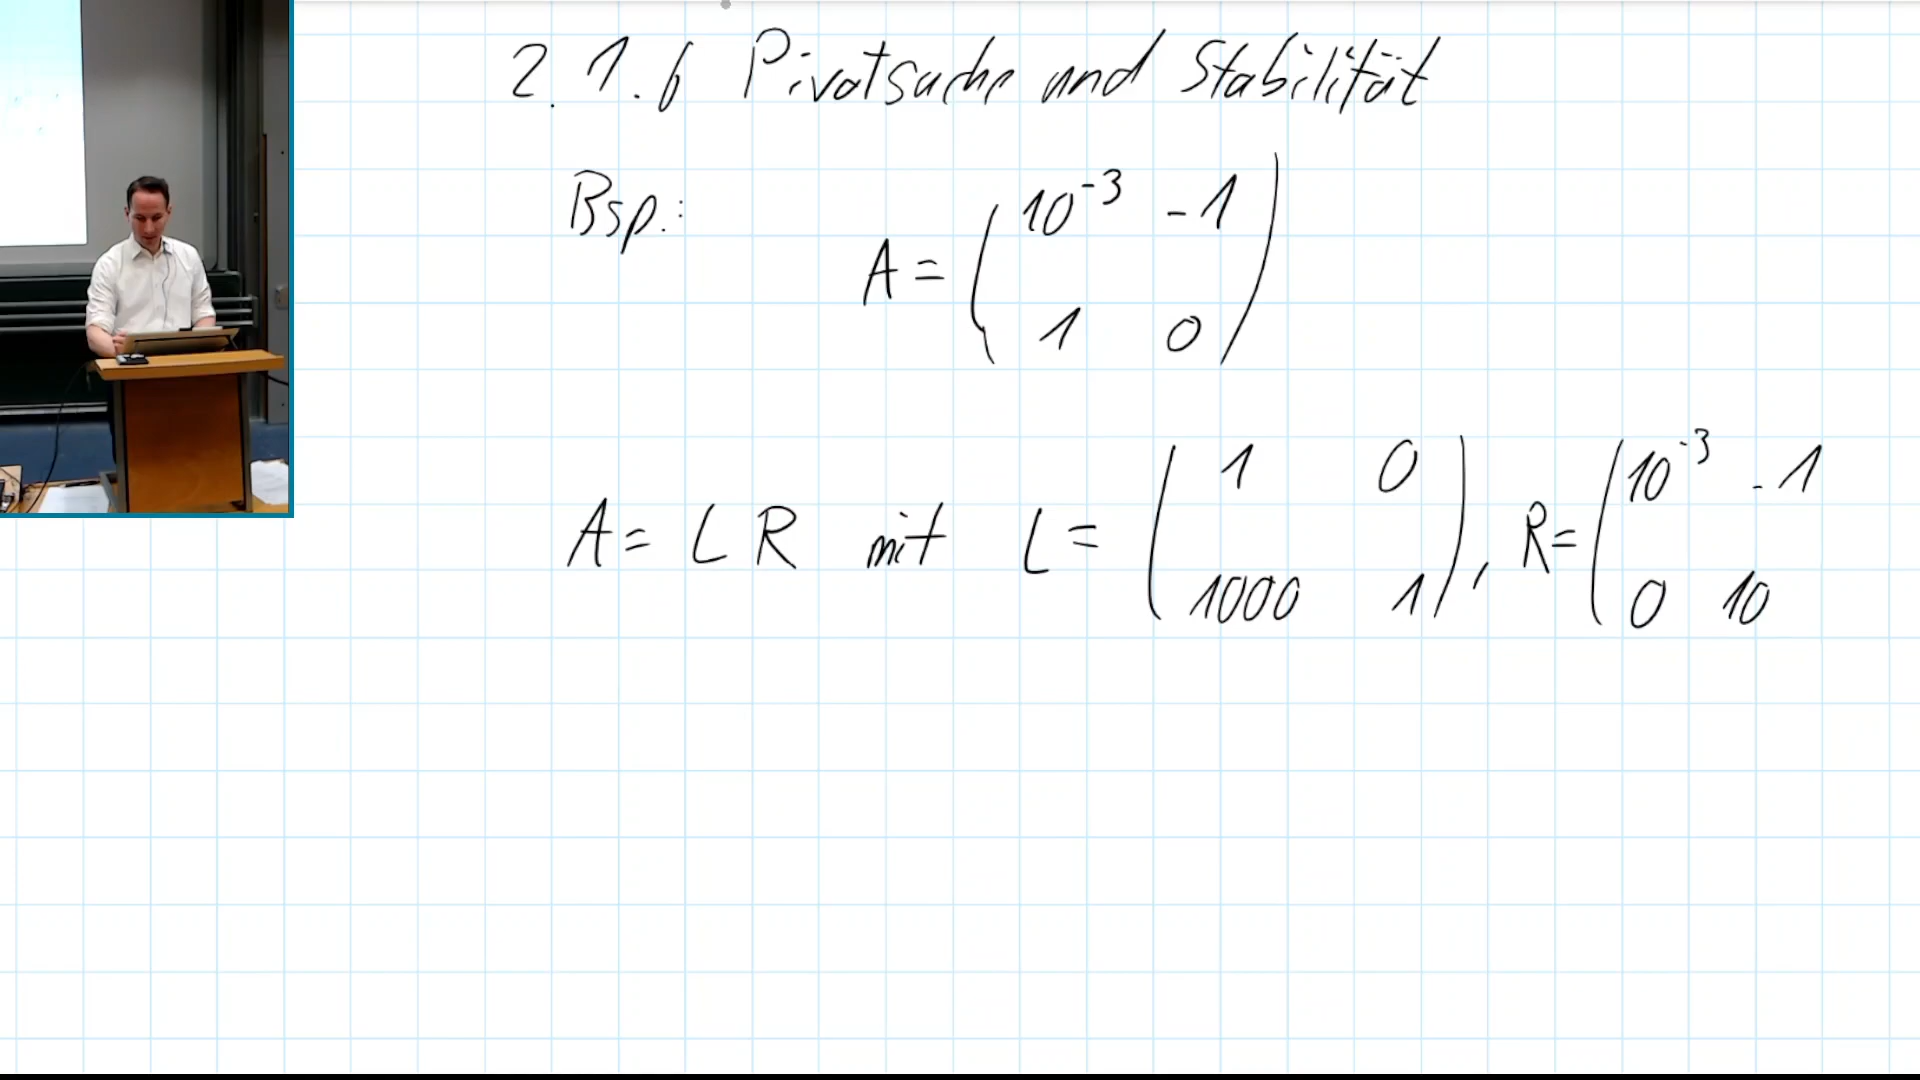 2.1.6 Pivotsuche und Stabilität
Bsp.:
A = ( 10^-3 -1
1 0 )
A = L R mit L = ( 1 0
1000 1 ), R = ( 10^-3 -1
0 10